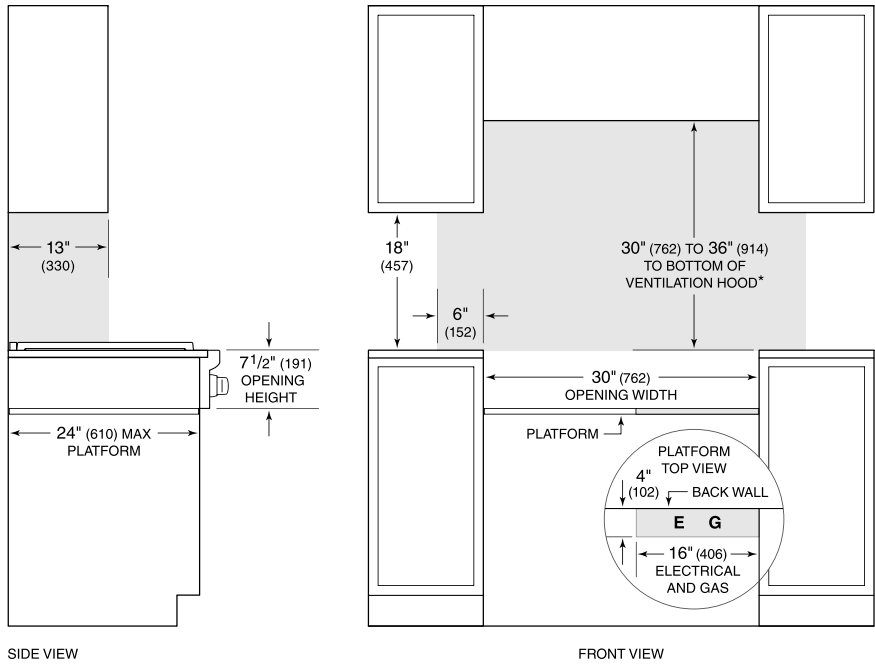 13"
(330)
7 1/2" (191)
OPENING
HEIGHT
24" (610) MAX
PLATFORM
SIDE VIEW
18"
(457)
30" (762) TO 36" (914)
TO BOTTOM OF
VENTILATION HOOD*
6"
(152)
30" (762)
OPENING WIDTH
PLATFORM
PLATFORM
TOP VIEW
4"
(102)
BACK WALL
E G
16" (406)
ELECTRICAL
AND GAS
FRONT VIEW